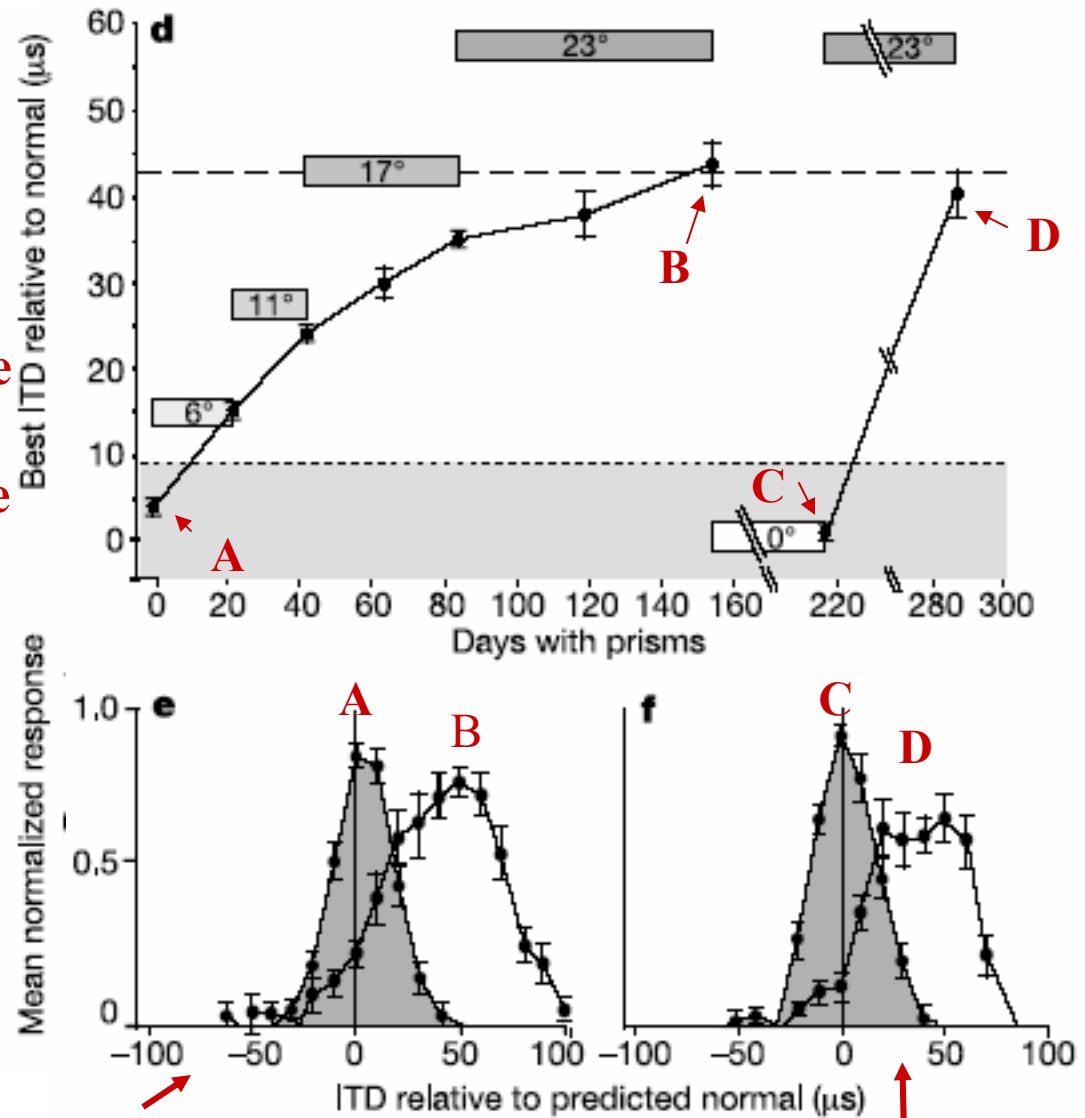 d
60
50
40
30
20
10
0
Best ITD relative to normal (µs)
23°
23°
17°
11°
6°
0°
A
B
C
D
e
e
0 20 40 60 80 100 120 140 160 220 280 300
Days with prisms
e
f
A
B
C
D
1.0
0.5
0
Mean normalized response
–100 –50 0 50 100
–100 –50 0 50 100
ITD relative to predicted normal (µs)